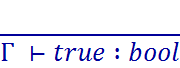 Γ ⊢ true : bool